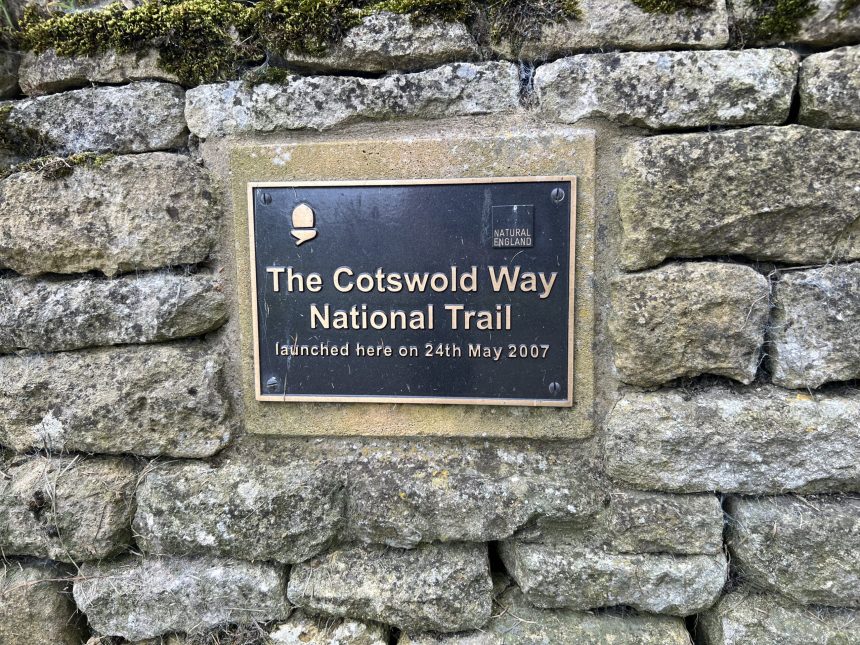 NATURAL
ENGLAND
The Cotswold Way
National Trail
launched here on 24th May 2007